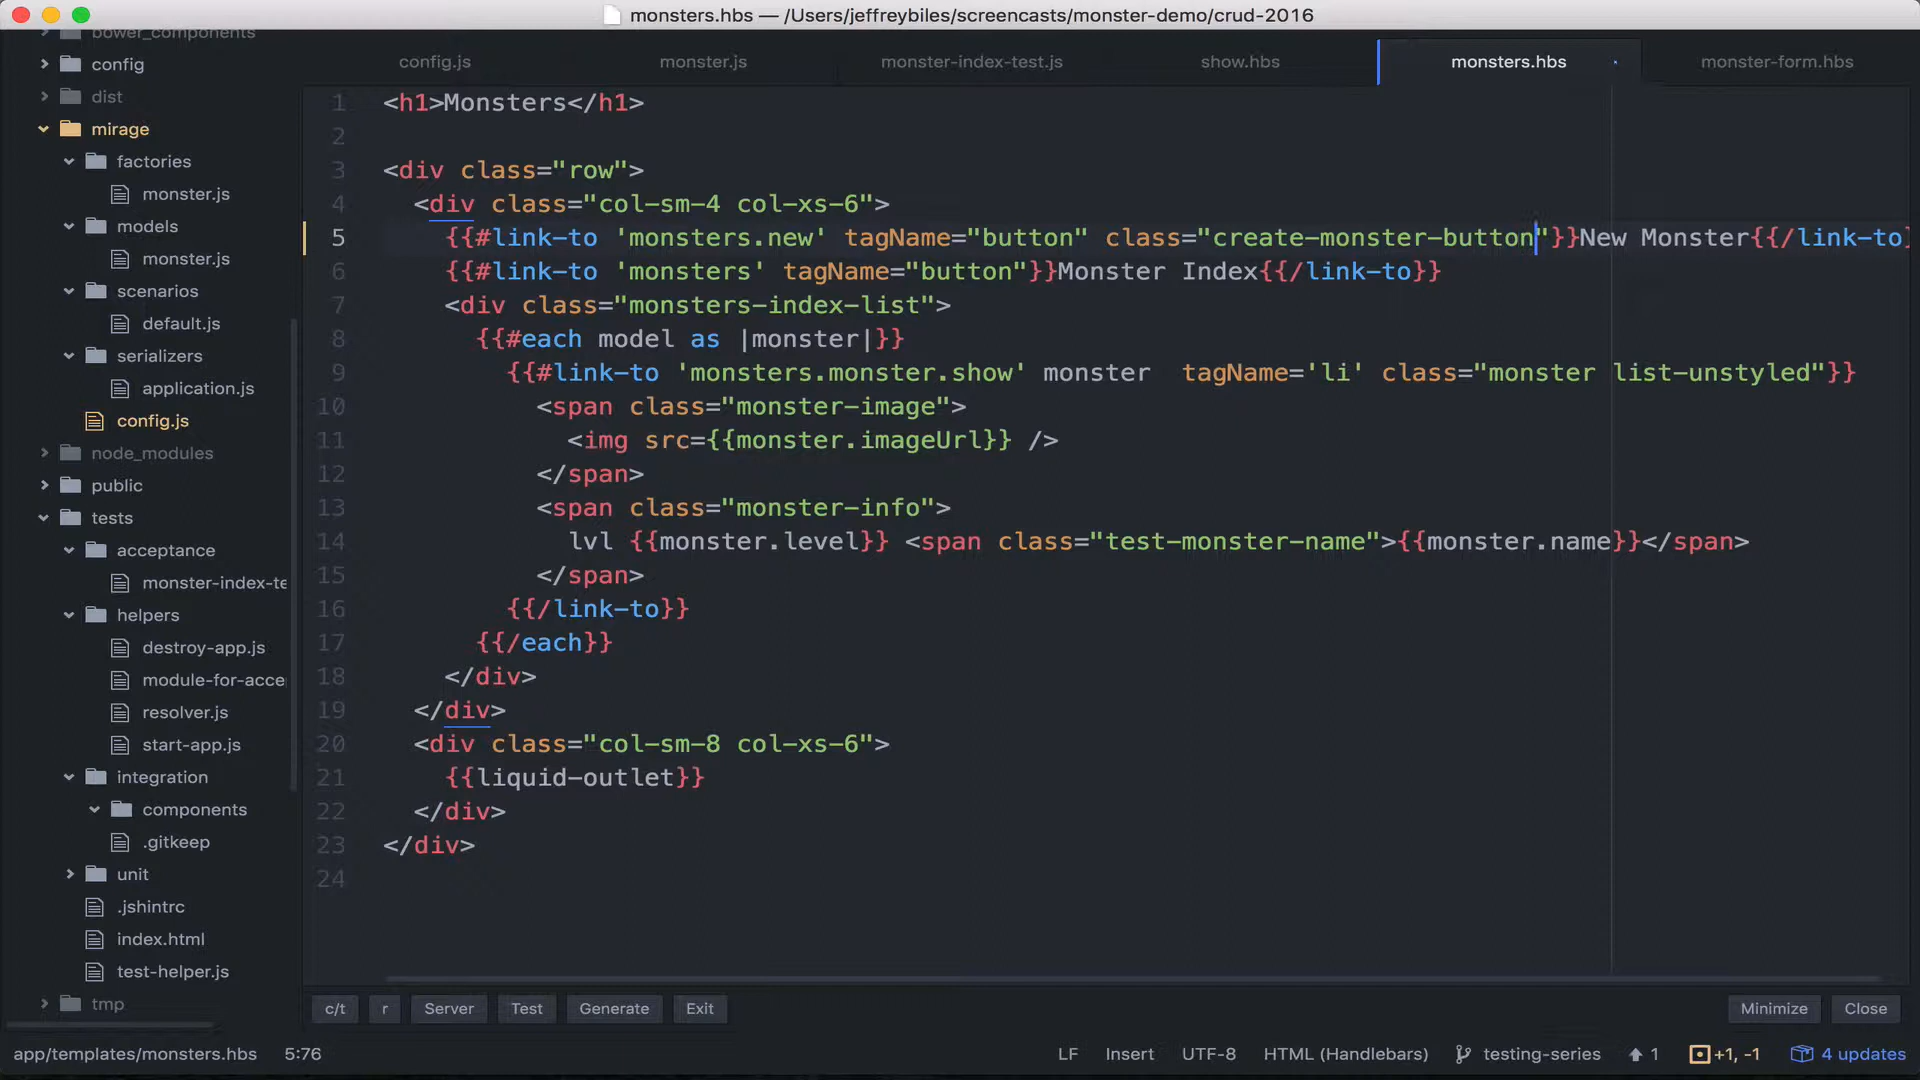 monsters.hbs — /Users/jeffreybiles/screencasts/monster-demo/crud-2016
bower_components
config
dist
mirage
factories
monster.js
models
monster.js
scenarios
default.js
serializers
application.js
config.js
node_modules
public
tests
acceptance
monster-index-te
helpers
destroy-app.js
module-for-acce
resolver.js
start-app.js
integration
components
.gitkeep
unit
.jshintrc
index.html
test-helper.js
tmp
config.js monster.js monster-index-test.js show.hbs monsters.hbs monster-form.hbs
1 <h1>Monsters</h1>
2
3 <div class="row">
4 <div class="col-sm-4 col-xs-6">
5 {{#link-to 'monsters.new' tagName="button" class="create-monster-button"}}New Monster{{/link-to}
6 {{#link-to 'monsters' tagName="button"}}Monster Index{{/link-to}}
7 <div class="monsters-index-list">
8 {{#each model as |monster|}}
9 {{#link-to 'monsters.monster.show' monster  tagName='li' class="monster list-unstyled"}}
10 <span class="monster-image">
11 <img src={{monster.imageUrl}} />
12 </span>
13 <span class="monster-info">
14 lvl {{monster.level}} <span class="test-monster-name">{{monster.name}}</span>
15 </span>
16 {{/link-to}}
17 {{/each}}
18 </div>
19 </div>
20 <div class="col-sm-8 col-xs-6">
21 {{liquid-outlet}}
22 </div>
23 </div>
24
c/t r Server Test Generate Exit Minimize Close
app/templates/monsters.hbs 5:76 LF Insert UTF-8 HTML (Handlebars) testing-series 1 +1, -1 4 updates